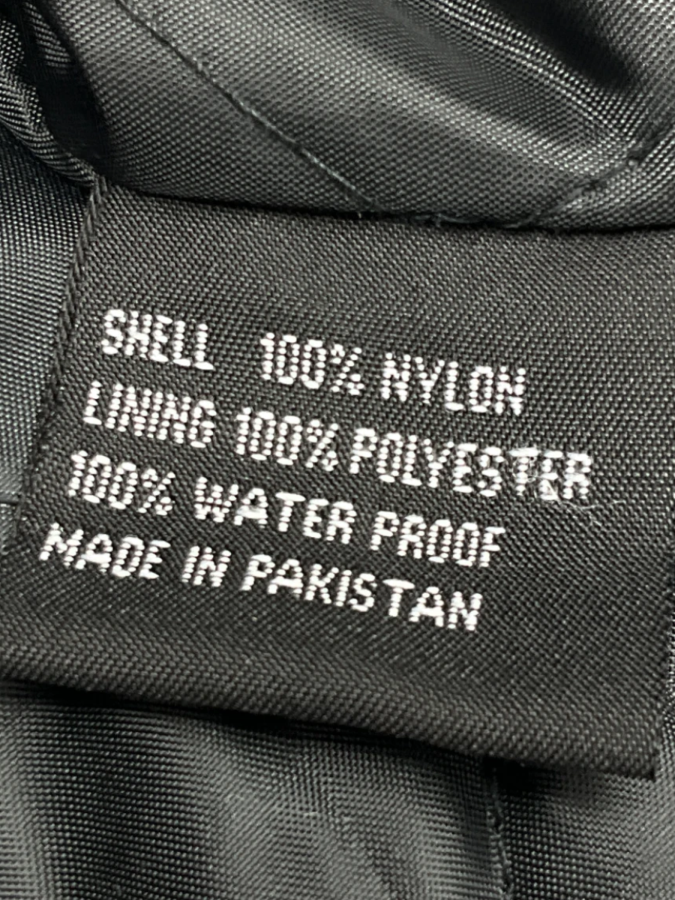 SHELL 100% NYLON
LINING 100% POLYESTER
100% WATER PROOF
MADE IN PAKISTAN